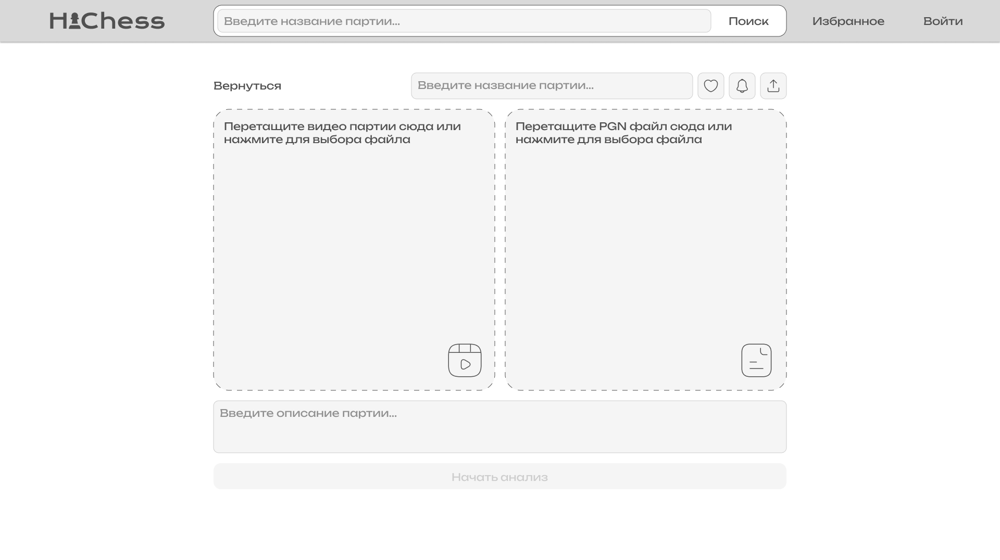 HiChess
Введите название партии...
Поиск
Избранное
Войти
Вернуться
Введите название партии...
Перетащите видео партии сюда или
нажмите для выбора файла
Перетащите PGN файл сюда или
нажмите для выбора файла
Введите описание партии...
Начать анализ